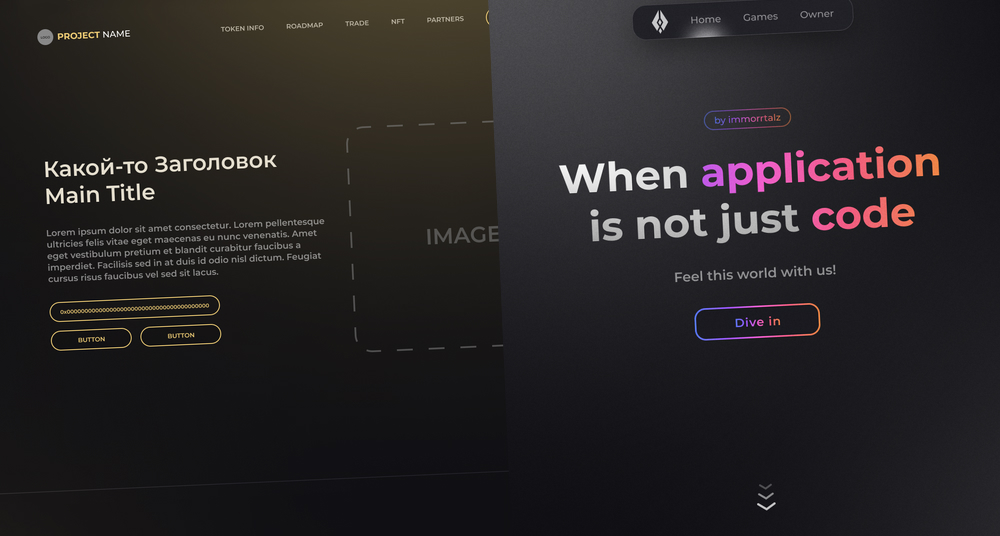 PROJECT NAME
TOKEN INFO
ROADMAP
TRADE
NFT
PARTNERS
Какой-то Заголовок
Main Title
Lorem ipsum dolor sit amet consectetur. Lorem pellentesque
ultricies felis vitae eget maecenas eu nunc venenatis. Amet
eget vestibulum pretium et blandit curabitur faucibus a
imperdiet. Facilisis sed in at duis id odio nisl dictum. Feugiat
cursus risus faucibus vel sed sit lacus.
BUTTON
BUTTON
IMAGE
Home
Games
Owner
by immorrtalz
When application
is not just code
Feel this world with us!
Dive in